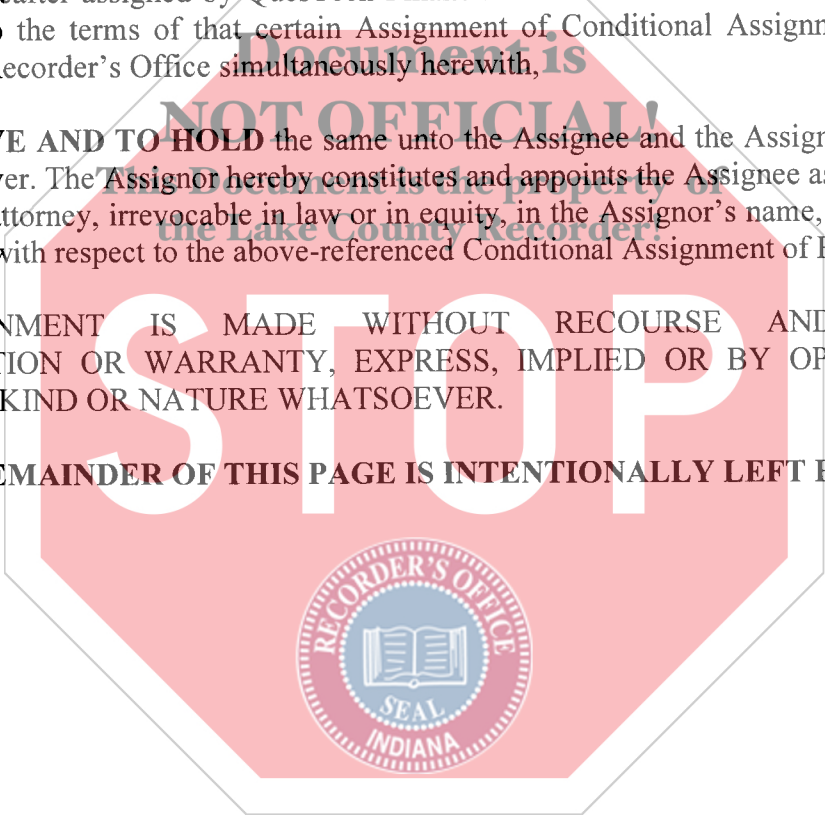 to the terms of that certain Assignment of Conditional Assignm
Recorder's Office simultaneously herewith,
Document is
NOT OFFICIAL!
VE AND TO HOLD the same unto the Assignee and the Assign
ver. The Assignor hereby constitutes and appoints the Assignee as
This Document is the property of
attorney, irrevocable in law or in equity, in the Assignor's name,
the Lake County Recorder!
with respect to the above-referenced Conditional Assignment of
NMENT IS MADE WITHOUT RECOURSE AND
TION OR WARRANTY, EXPRESS, IMPLIED OR BY OP
KIND OR NATURE WHATSOEVER.
STOP
EMAINDER OF THIS PAGE IS INTENTIONALLY LEFT
RECORDER'S OFFICE
SEAL
INDIANA